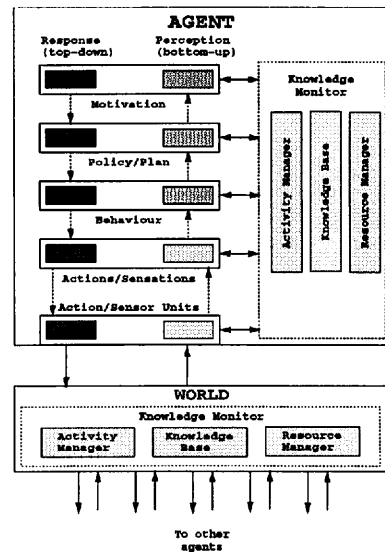 AGENT
Response Perception
(top-down) (bottom-up)
Knowledge
Monitor
Motivation
Policy/Plan
Behaviour
Actions/Sensations
Action/Sensor Units
Activity Manager
Knowledge Base
Resource Manager
WORLD
Knowledge Monitor
Activity Knowledge Resource
Manager Base Manager
To other
agents